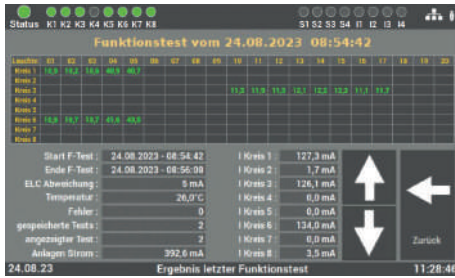 Status K1 K2 K3 K4 K5 K6 K7 K8 S1 S2 S3 S4 I1 I2 I3 I4
Funktionstest vom 24.08.2023 08:54:42
Leuchte 01 02 03 04 05 06 07 08 09 10 11 12 13 14 15 16 17 18 19 20
Kreis 1 10,2 40,9 40,7
Kreis 2
Kreis 3 11,3 11,9 11,3 12,1 12,2 12,3 11,1 11,7
Kreis 4
Kreis 5
Kreis 6 10,9 10,7 10,7 41,6
Kreis 7
Kreis 8
Start F-Test : 24.08.2023 - 08:54:42 I Kreis 1 : 127,3 mA
Ende F-Test : 24.08.2023 - 08:56:09 I Kreis 2 : 1,7 mA
ELC Abweichung : 5 mA I Kreis 3 : 126,1 mA
Temperatur : 26,0°C I Kreis 4 : 0,0 mA
Fehler : 0 I Kreis 5 : 0,0 mA
gespeicherte Tests : 2 I Kreis 6 : 134,0 mA
angezeigter Test : 2 I Kreis 7 : 0,0 mA
Anlagen Strom : 392,6 mA I Kreis 8 : 3,5 mA
Zurück
24.08.23 Ergebnis letzter Funktionstest 11:28:46